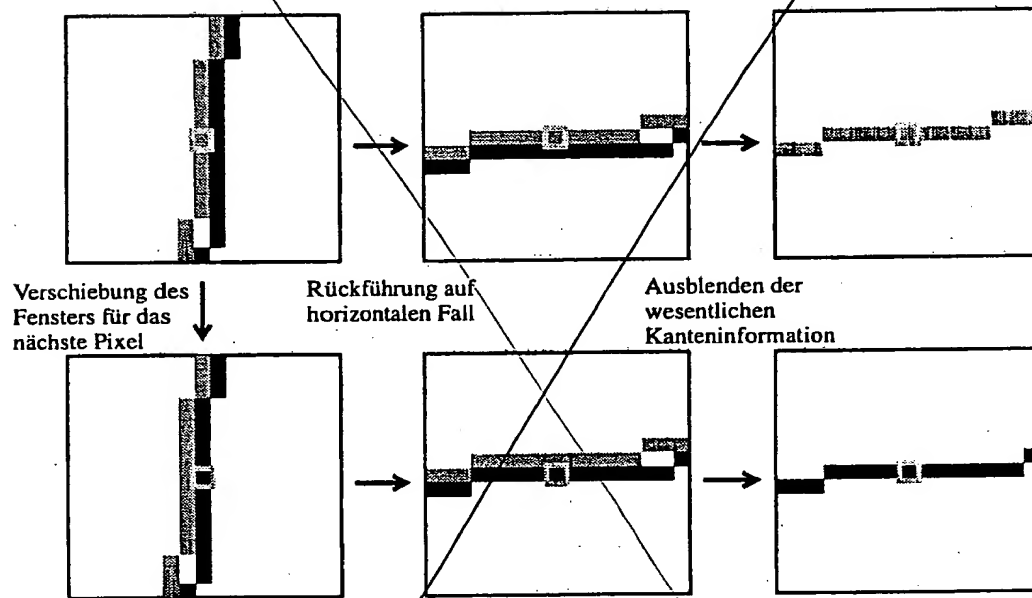 Verschiebung des
Fensters für das
nächste Pixel
Rückführung auf
horizontalen Fall
Ausblenden der
wesentlichen
Kanteninformation